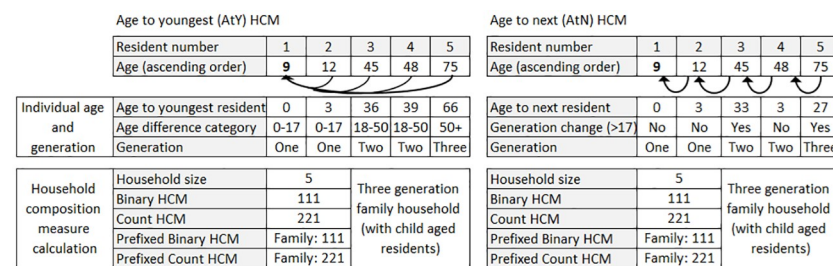 Age to youngest (AtY) HCM
Resident number 1 2 3 4 5
Age (ascending order) 9 12 45 48 75
Individual age and generation
Age to youngest resident 0 3 36 39 66
Age difference category 0-17 0-17 18-50 18-50 50+
Generation One One Two Two Three
Household composition measure calculation
Household size 5
Binary HCM 111
Count HCM 221
Prefixed Binary HCM Family: 111
Prefixed Count HCM Family: 221
Three generation family household (with child aged residents)
Age to next (AtN) HCM
Resident number 1 2 3 4 5
Age (ascending order) 9 12 45 48 75
Age to next resident 0 3 33 3 27
Generation change (>17) No No Yes No Yes
Generation One One Two Two Three
Household size 5
Binary HCM 111
Count HCM 221
Prefixed Binary HCM Family: 111
Prefixed Count HCM Family: 221
Three generation family household (with child aged residents)